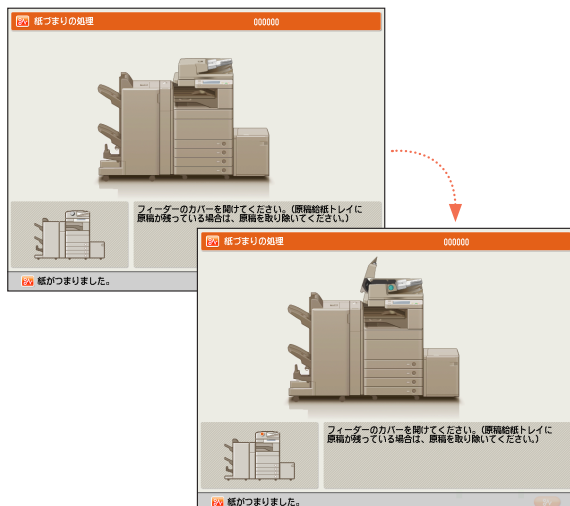 紙づまりの処理
000000
フィーダーのカバーを開けてください。(原稿給紙トレイに
原稿が残っている場合は、原稿を取り除いてください。)
紙がつまりました。
紙づまりの処理
000000
フィーダーのカバーを開けてください。(原稿給紙トレイに
原稿が残っている場合は、原稿を取り除いてください。)
紙がつまりました。